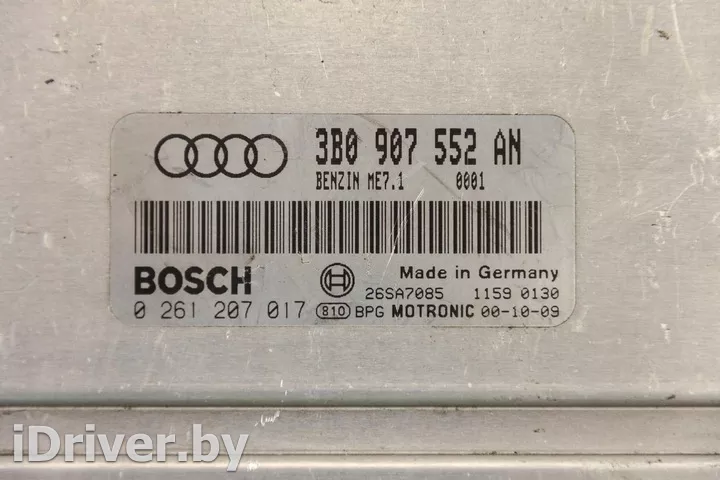 3B0 907 552 AN
BENZIN ME7.1 0001
BOSCH
Made in Germany
26SA7085 1159 0130
0 261 207 017 810 BPG MOTRONIC 00-10-09
iDriver.by